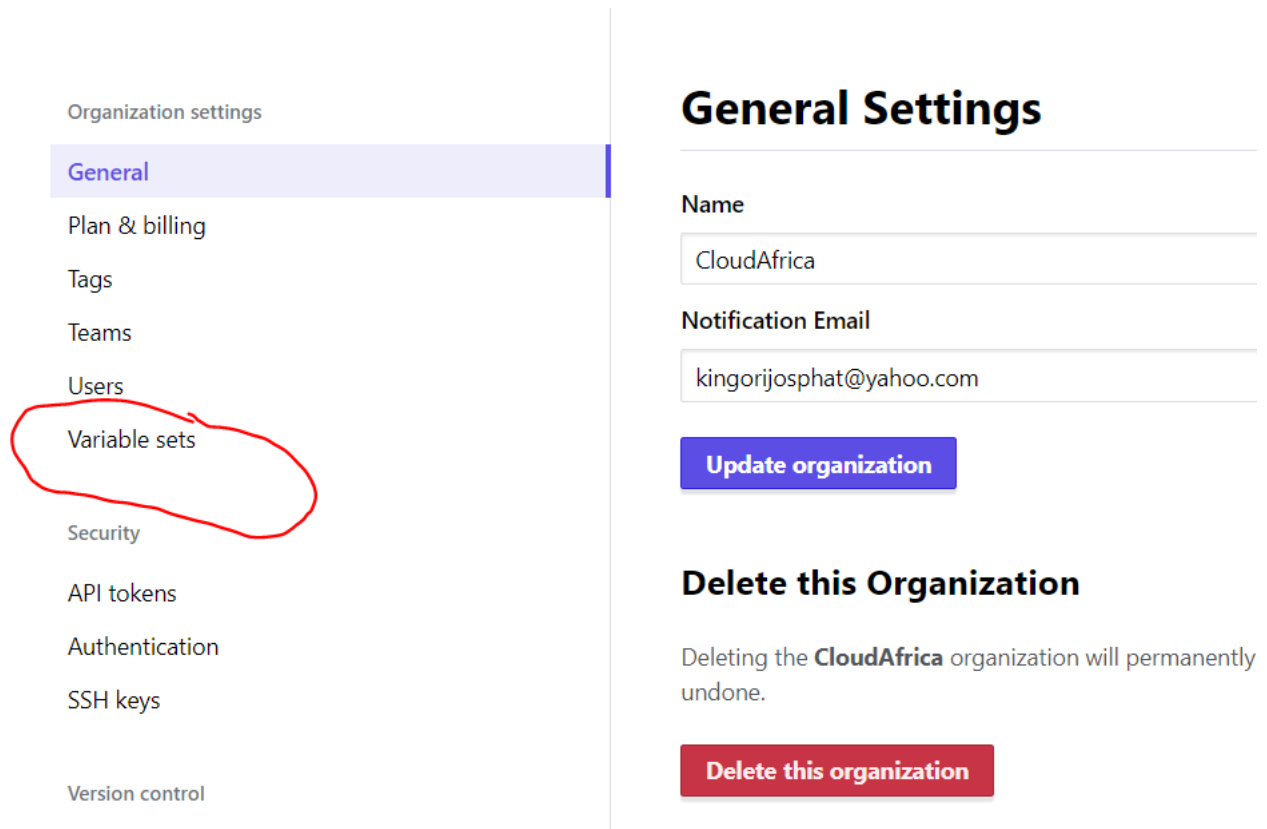 Organization settings
General
Plan & billing
Tags
Teams
Users
Variable sets
Security
API tokens
Authentication
SSH keys
Version control
General Settings
Name
CloudAfrica
Notification Email
kingorijosphat@yahoo.com
Update organization
Delete this Organization
Deleting the CloudAfrica organization will permanently
undone.
Delete this organization